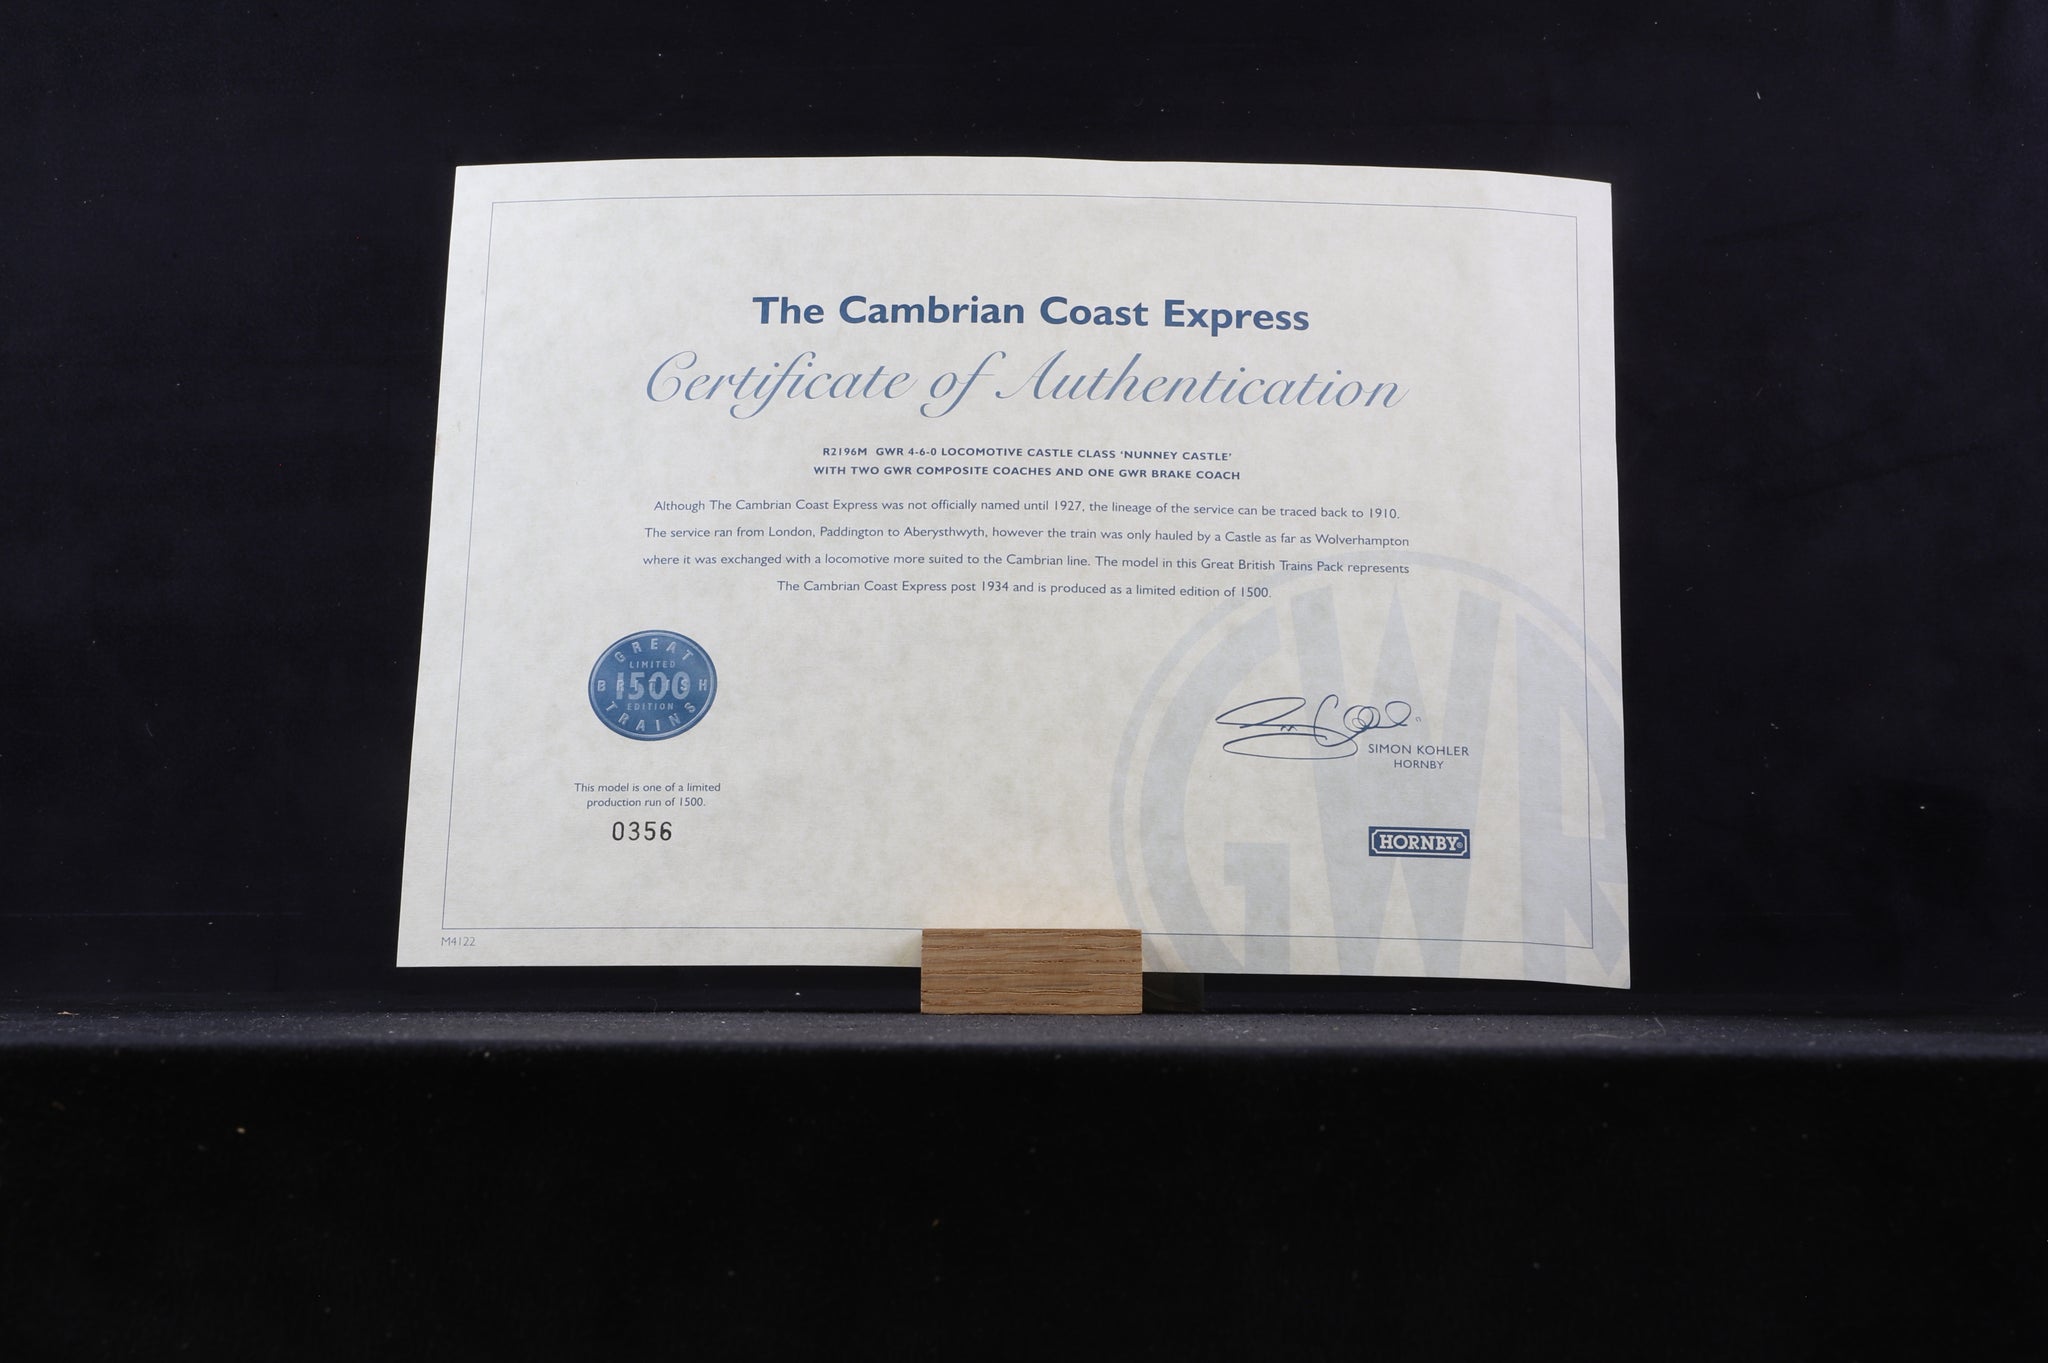 The Cambrian Coast Express
Certificate of Authentication
R2196M GWR 4-6-0 LOCOMOTIVE CASTLE CLASS ‘NUNNEY CASTLE’
WITH TWO GWR COMPOSITE COACHES AND ONE GWR BRAKE COACH
Although The Cambrian Coast Express was not officially named until 1927, the lineage of the service can be traced back to 1910.
The service ran from London, Paddington to Aberysthwyth, however the train was only hauled by a Castle as far as Wolverhampton
where it was exchanged with a locomotive more suited to the Cambrian line. The model in this Great British Trains Pack represents
The Cambrian Coast Express post 1934 and is produced as a limited edition of 1500.
GREAT
LIMITED
BRITISH
1500
EDITION
TRAINS
SIMON KOHLER
HORNBY
This model is one of a limited
production run of 1500.
0356
HORNBY®
GWR
M4122